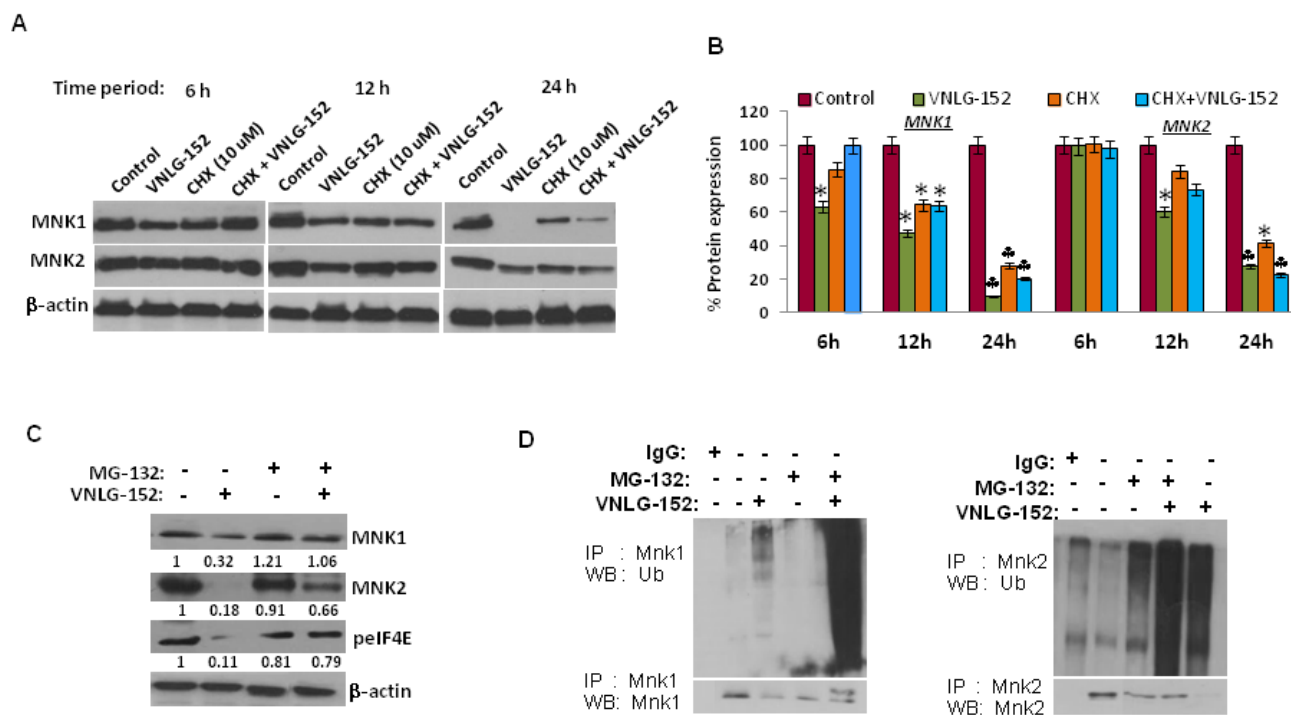 A
Time period: 6 h 12 h 24 h
Control VNLG-152 CHX (10 uM) CHX + VNLG-152 Control VNLG-152 CHX (10 uM) CHX + VNLG-152 Control VNLG-152 CHX (10 uM) CHX + VNLG-152
MNK1
MNK2
β-actin
B
Control VNLG-152 CHX CHX+VNLG-152
MNK1 MNK2
% Protein expression
120
100
80
60
40
20
0
* * * * * *
6h 12h 24h 6h 12h 24h
C
MG-132: - - + +
VNLG-152: - + - +
MNK1
1 0.32 1.21 1.06
MNK2
1 0.18 0.91 0.66
peIF4E
1 0.11 0.81 0.79
β-actin
D
IgG: + - - - -
MG-132: - - - + +
VNLG-152: - - + - +
IP : Mnk1
WB : Ub
IP : Mnk1
WB: Mnk1
IgG: + - - - -
MG-132: - - + + -
VNLG-152: - - - + +
IP : Mnk2
WB : Ub
IP : Mnk2
WB: Mnk2